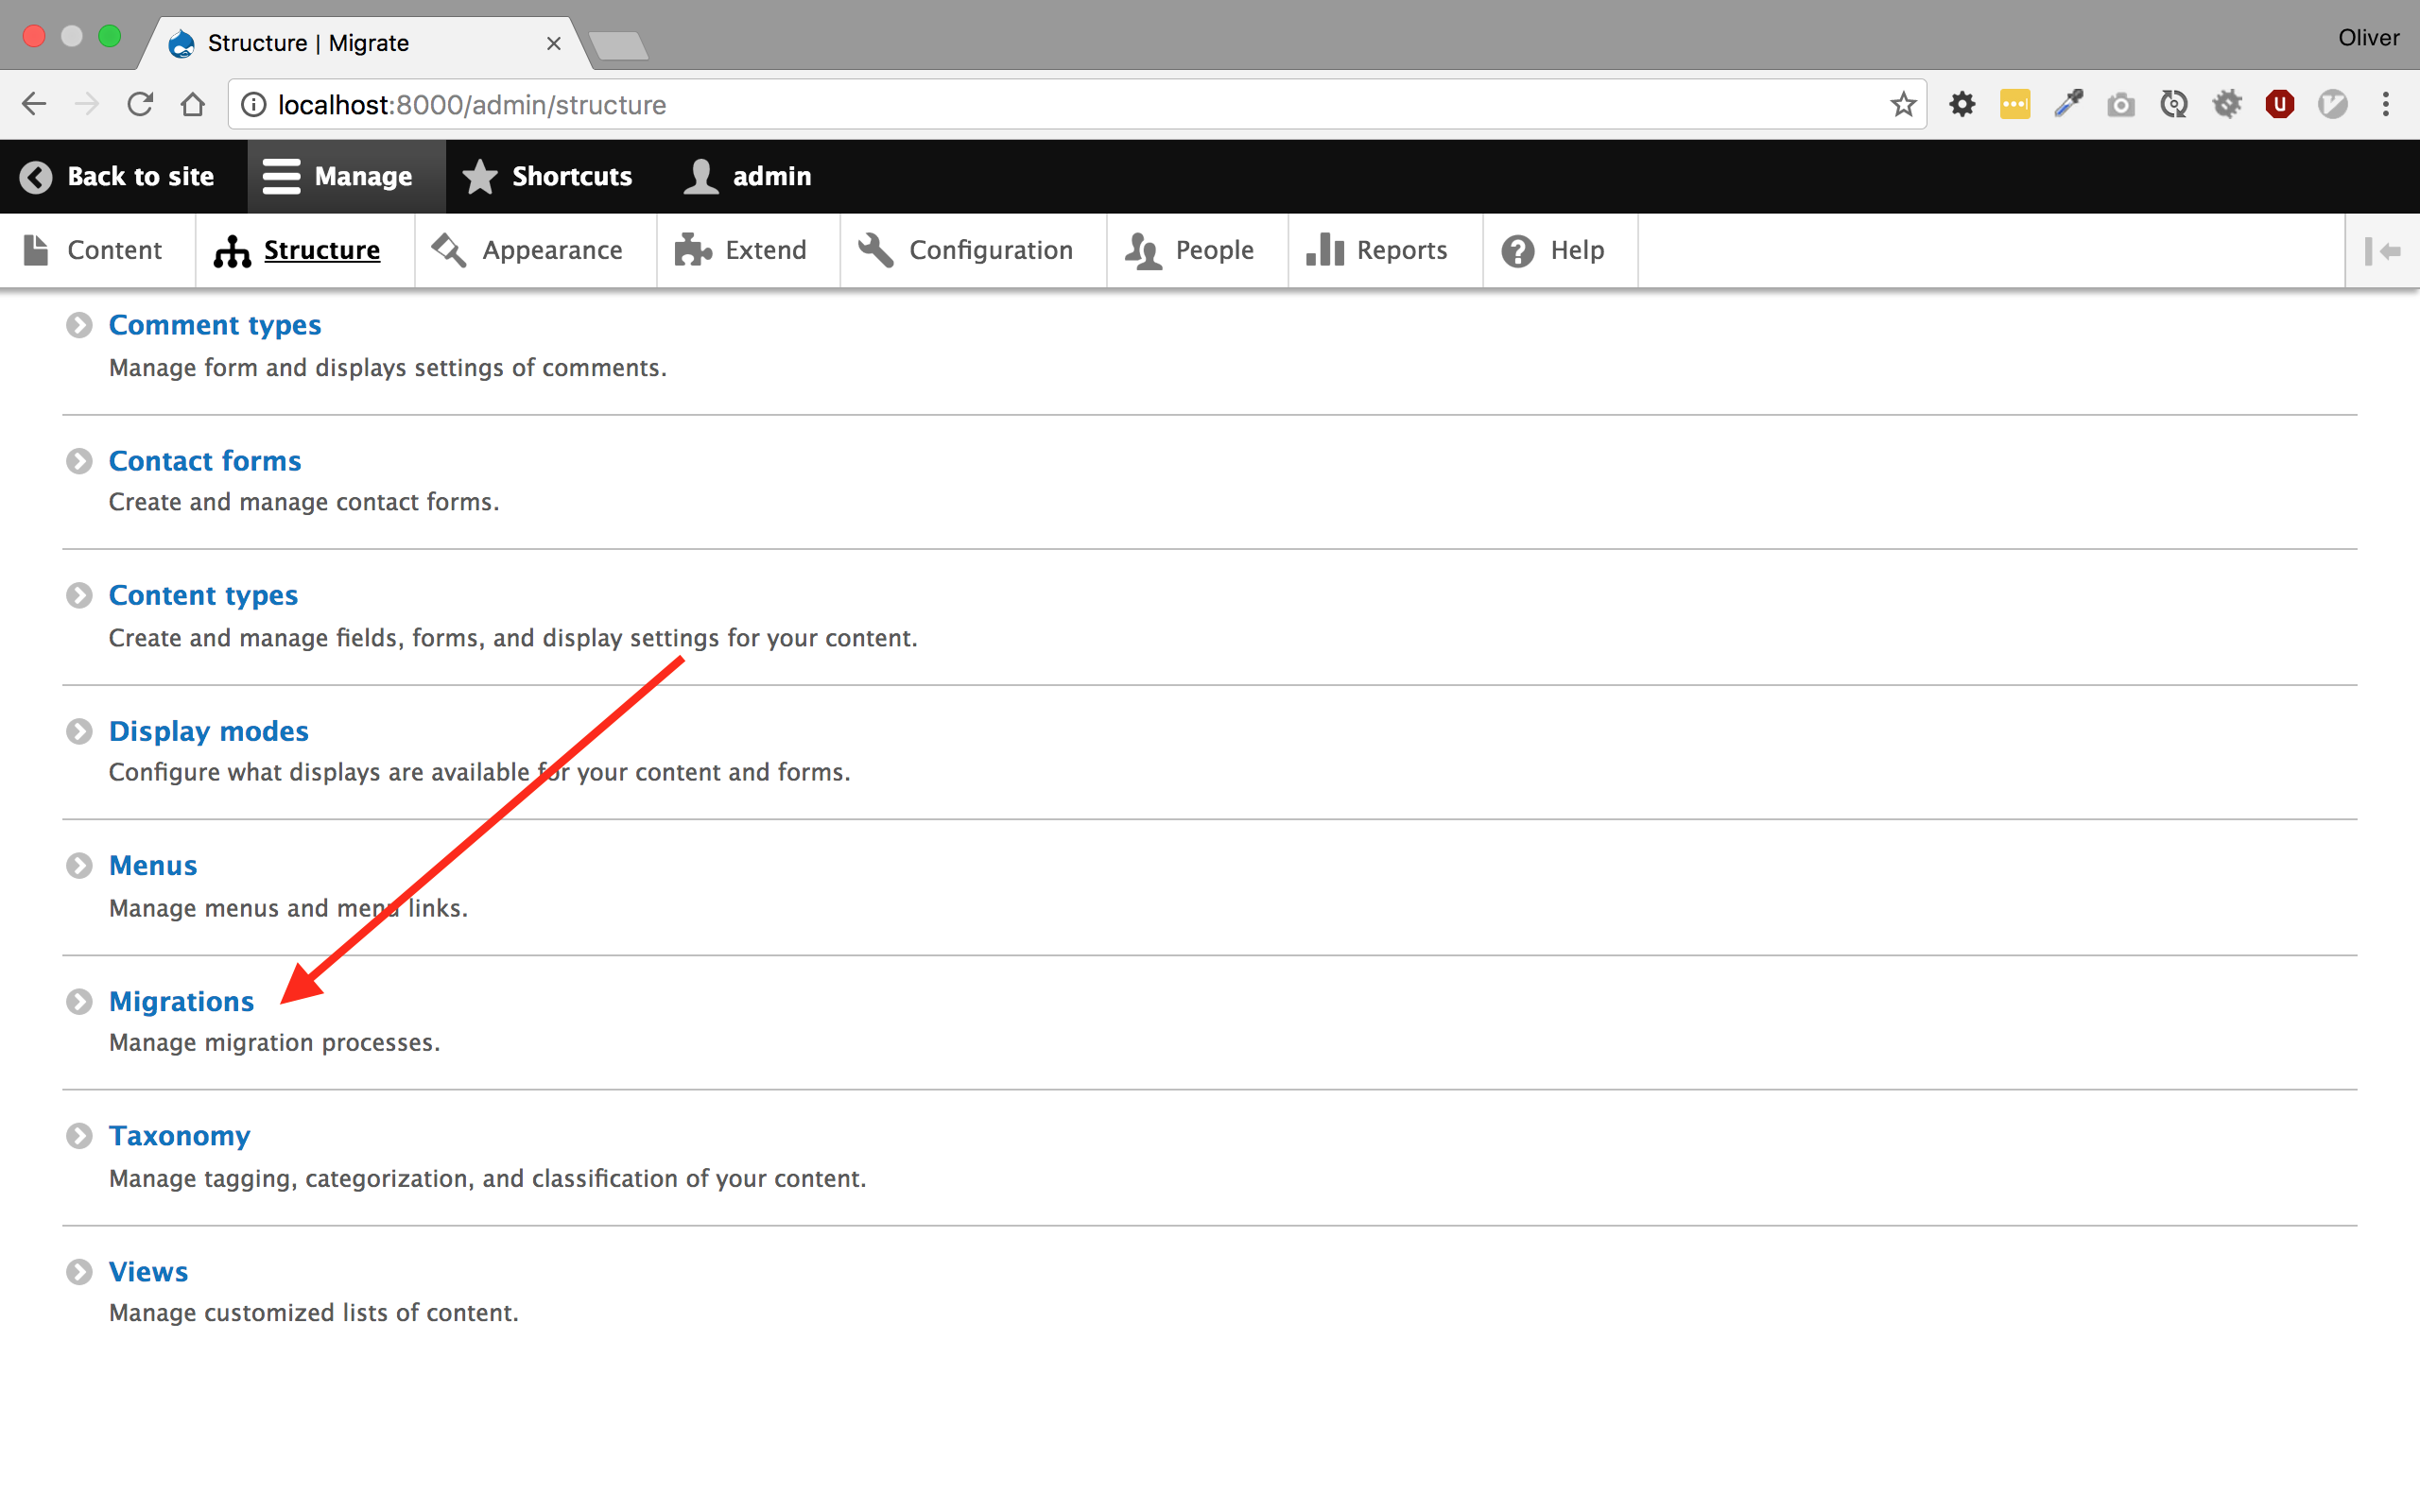 Structure | Migrate
Oliver
localhost:8000/admin/structure
Back to site
Manage
Shortcuts
admin
Content
Structure
Appearance
Extend
Configuration
People
Reports
Help
Comment types
Manage form and displays settings of comments.
Contact forms
Create and manage contact forms.
Content types
Create and manage fields, forms, and display settings for your content.
Display modes
Configure what displays are available for your content and forms.
Menus
Manage menus and menu links.
Migrations
Manage migration processes.
Taxonomy
Manage tagging, categorization, and classification of your content.
Views
Manage customized lists of content.